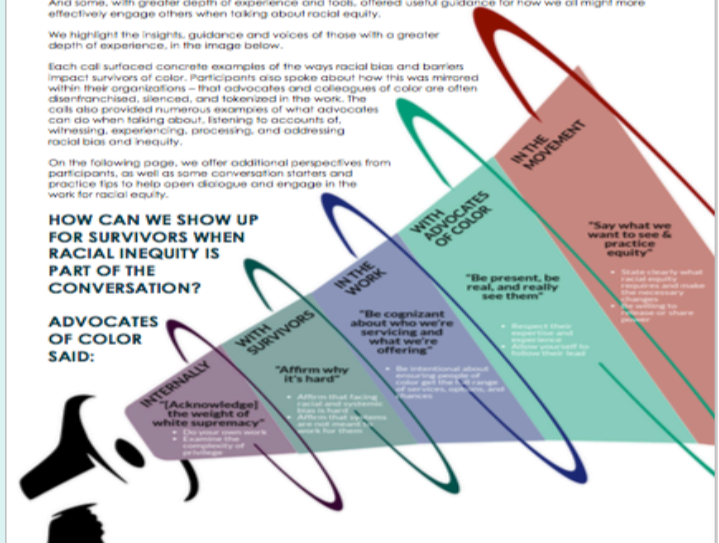 And some, with greater depth of experience and tools, offered useful guidance for how we all might more
effectively engage others when talking about racial equity.
We highlight the insights, guidance and voices of those with a greater
depth of experience, in the image below.
Each call surfaced concrete examples of the ways racial bias and barriers
impact survivors of color. Participants also spoke about how this was mirrored
within their organizations – that advocates and colleagues of color are often
disenfranchised, silenced, and tokenized in the work. The
calls also provided numerous examples of what advocates
can do when talking about, listening to accounts of,
witnessing, experiencing, processing, and addressing
racial bias and inequity.
On the following page, we offer additional perspectives from
participants, as well as some conversation starters and
practice tips to help open dialogue and engage in the
work for racial equity.
HOW CAN WE SHOW UP
FOR SURVIVORS WHEN
RACIAL INEQUITY IS
PART OF THE
CONVERSATION?
ADVOCATES
OF COLOR
SAID:
INTERNALLY
"[Acknowledge]
the weight of
white supremacy"
• Do your own work
• Examine the
complexity of
privilege
WITH
SURVIVORS
"Affirm why
it's hard"
• Affirm that facing
racial and systemic
bias is hard
• Affirm that systems
are not meant to
work for them
IN THE
WORK
"Be cognizant
about who we're
servicing and
what we're
offering"
• Be intentional about
ensuring people of
color get the full range
of services, options, and
chances
WITH
ADVOCATES
OF COLOR
"Be present, be
real, and really
see them"
• Respect their
expertise and
experience
• Allow yourself to
follow their lead
IN THE
MOVEMENT
"Say what we
want to see &
practice
equity"
• State clearly what
racial equity
requires and make
the necessary
changes
• Be willing to
release or share
power